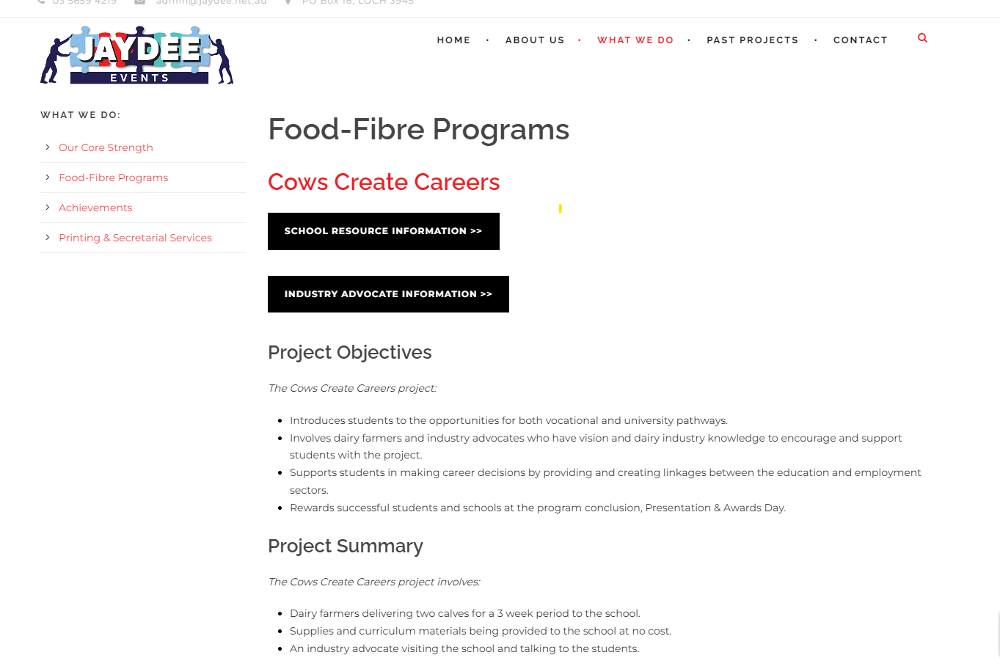 03 5659 4219 admin@jaydee.net.au PO Box 18, LOCH 3945
JAYDEE
EVENTS
HOME • ABOUT US • WHAT WE DO • PAST PROJECTS • CONTACT
WHAT WE DO:
Our Core Strength
Food-Fibre Programs
Achievements
Printing & Secretarial Services
Food-Fibre Programs
Cows Create Careers
SCHOOL RESOURCE INFORMATION >>
INDUSTRY ADVOCATE INFORMATION >>
Project Objectives
The Cows Create Careers project:
• Introduces students to the opportunities for both vocational and university pathways.
• Involves dairy farmers and industry advocates who have vision and dairy industry knowledge to encourage and support
students with the project.
• Supports students in making career decisions by providing and creating linkages between the education and employment
sectors.
• Rewards successful students and schools at the program conclusion, Presentation & Awards Day.
Project Summary
The Cows Create Careers project involves:
• Dairy farmers delivering two calves for a 3 week period to the school.
• Supplies and curriculum materials being provided to the school at no cost.
• An industry advocate visiting the school and talking to the students.